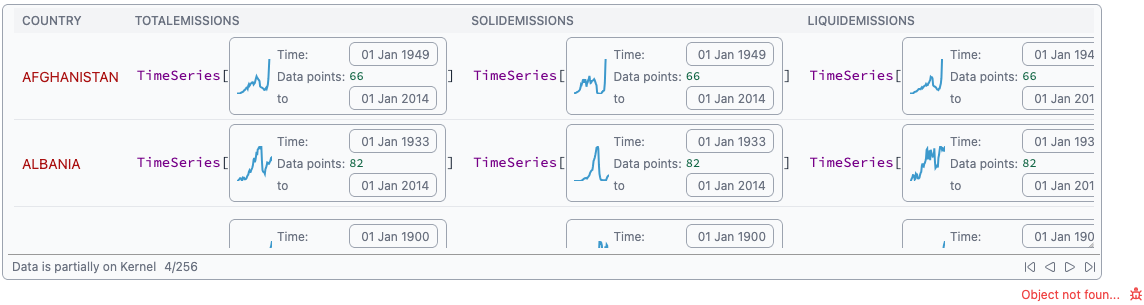 COUNTRY TOTALEMISSIONS SOLIDEMISSIONS LIQUIDEMISSIONS
Time: 01 Jan 1949 Time: 01 Jan 1949 Time: 01 Jan 194
AFGHANISTAN TimeSeries[ Data points: 66 ] TimeSeries[ Data points: 66 ] TimeSeries[ Data points: 66
to 01 Jan 2014 to 01 Jan 2014 to 01 Jan 201
Time: 01 Jan 1933 Time: 01 Jan 1933 Time: 01 Jan 193
ALBANIA TimeSeries[ Data points: 82 ] TimeSeries[ Data points: 82 ] TimeSeries[ Data points: 82
to 01 Jan 2014 to 01 Jan 2014 to 01 Jan 201
Time: 01 Jan 1900 Time: 01 Jan 1900 Time: 01 Jan 190
Data is partially on Kernel 4/256
Object not foun...